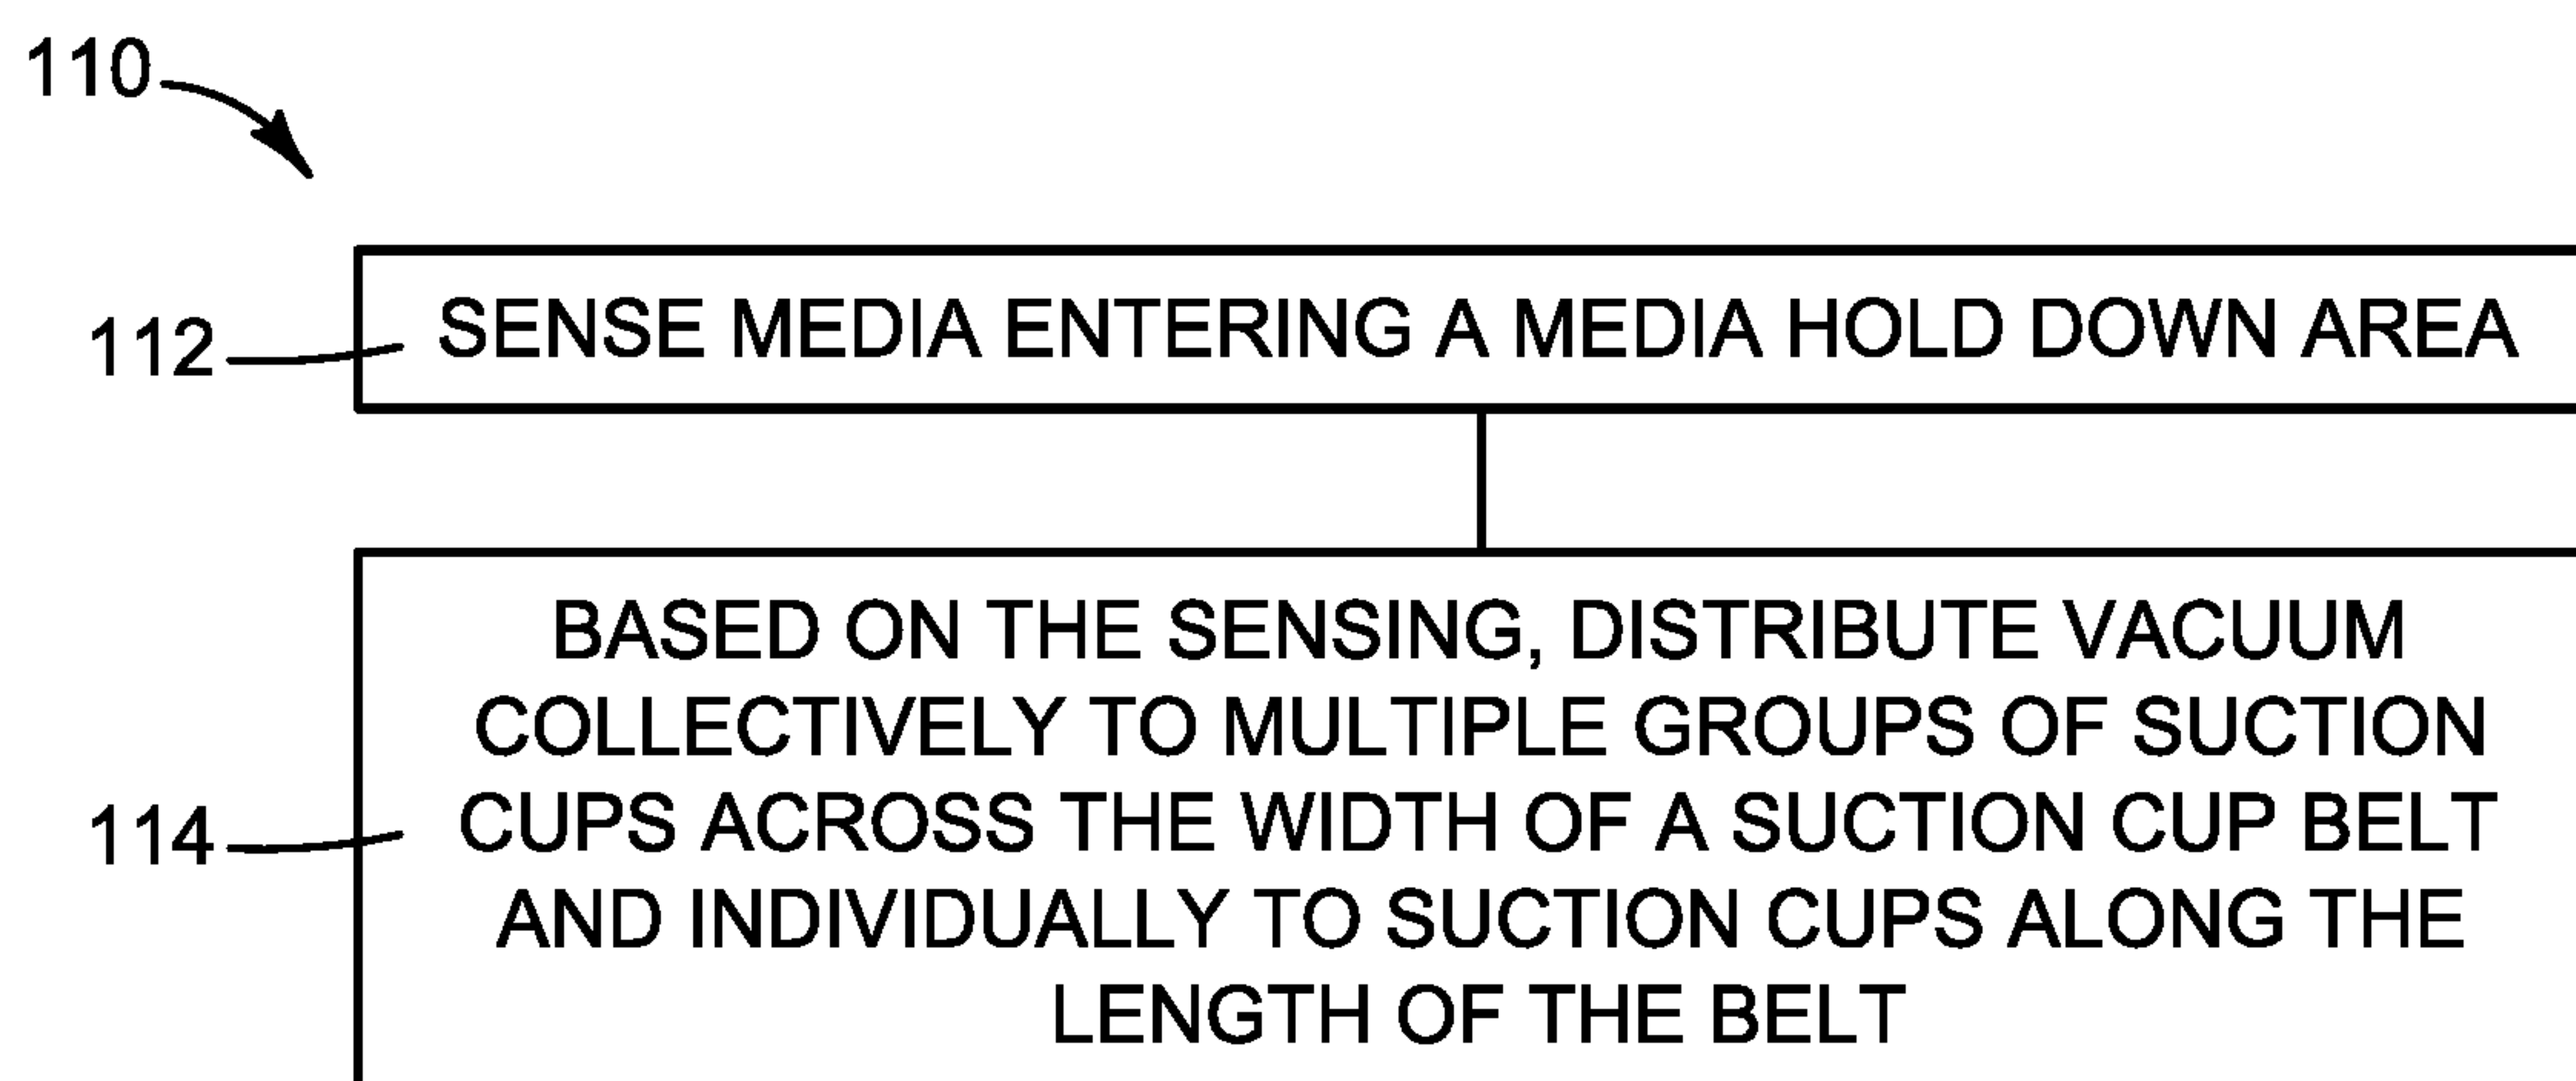 110
112
SENSE MEDIA ENTERING A MEDIA HOLD DOWN AREA
BASED ON THE SENSING, DISTRIBUTE VACUUM
COLLECTIVELY TO MULTIPLE GROUPS OF SUCTION
114
CUPS ACROSS THE WIDTH OF A SUCTION CUP BELT
AND INDIVIDUALLY TO SUCTION CUPS ALONG THE
LENGTH OF THE BELT